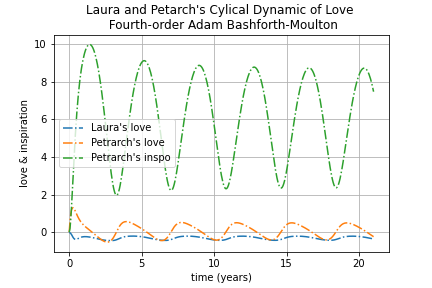 Laura and Petarch's Cylical Dynamic of Love
Fourth-order Adam Bashforth-Moulton
10
8
6
4
2
0
love & inspiration
Laura's love
Petrarch's love
Petrarch's inspo
0 5 10 15 20
time (years)